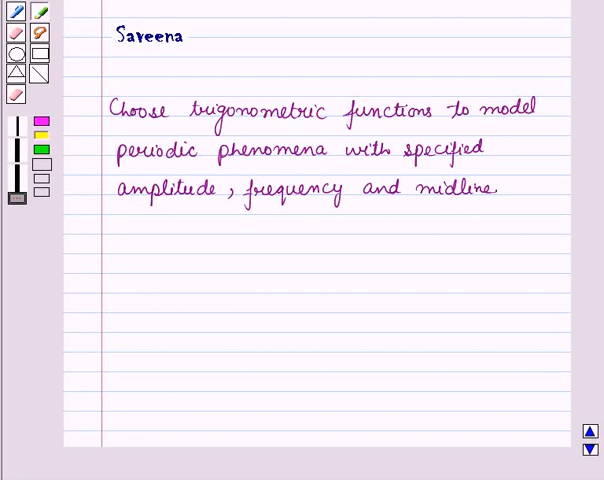 Saveena
Choose trigonometric functions to model
periodic phenomena with specified
amplitude, frequency and midline.